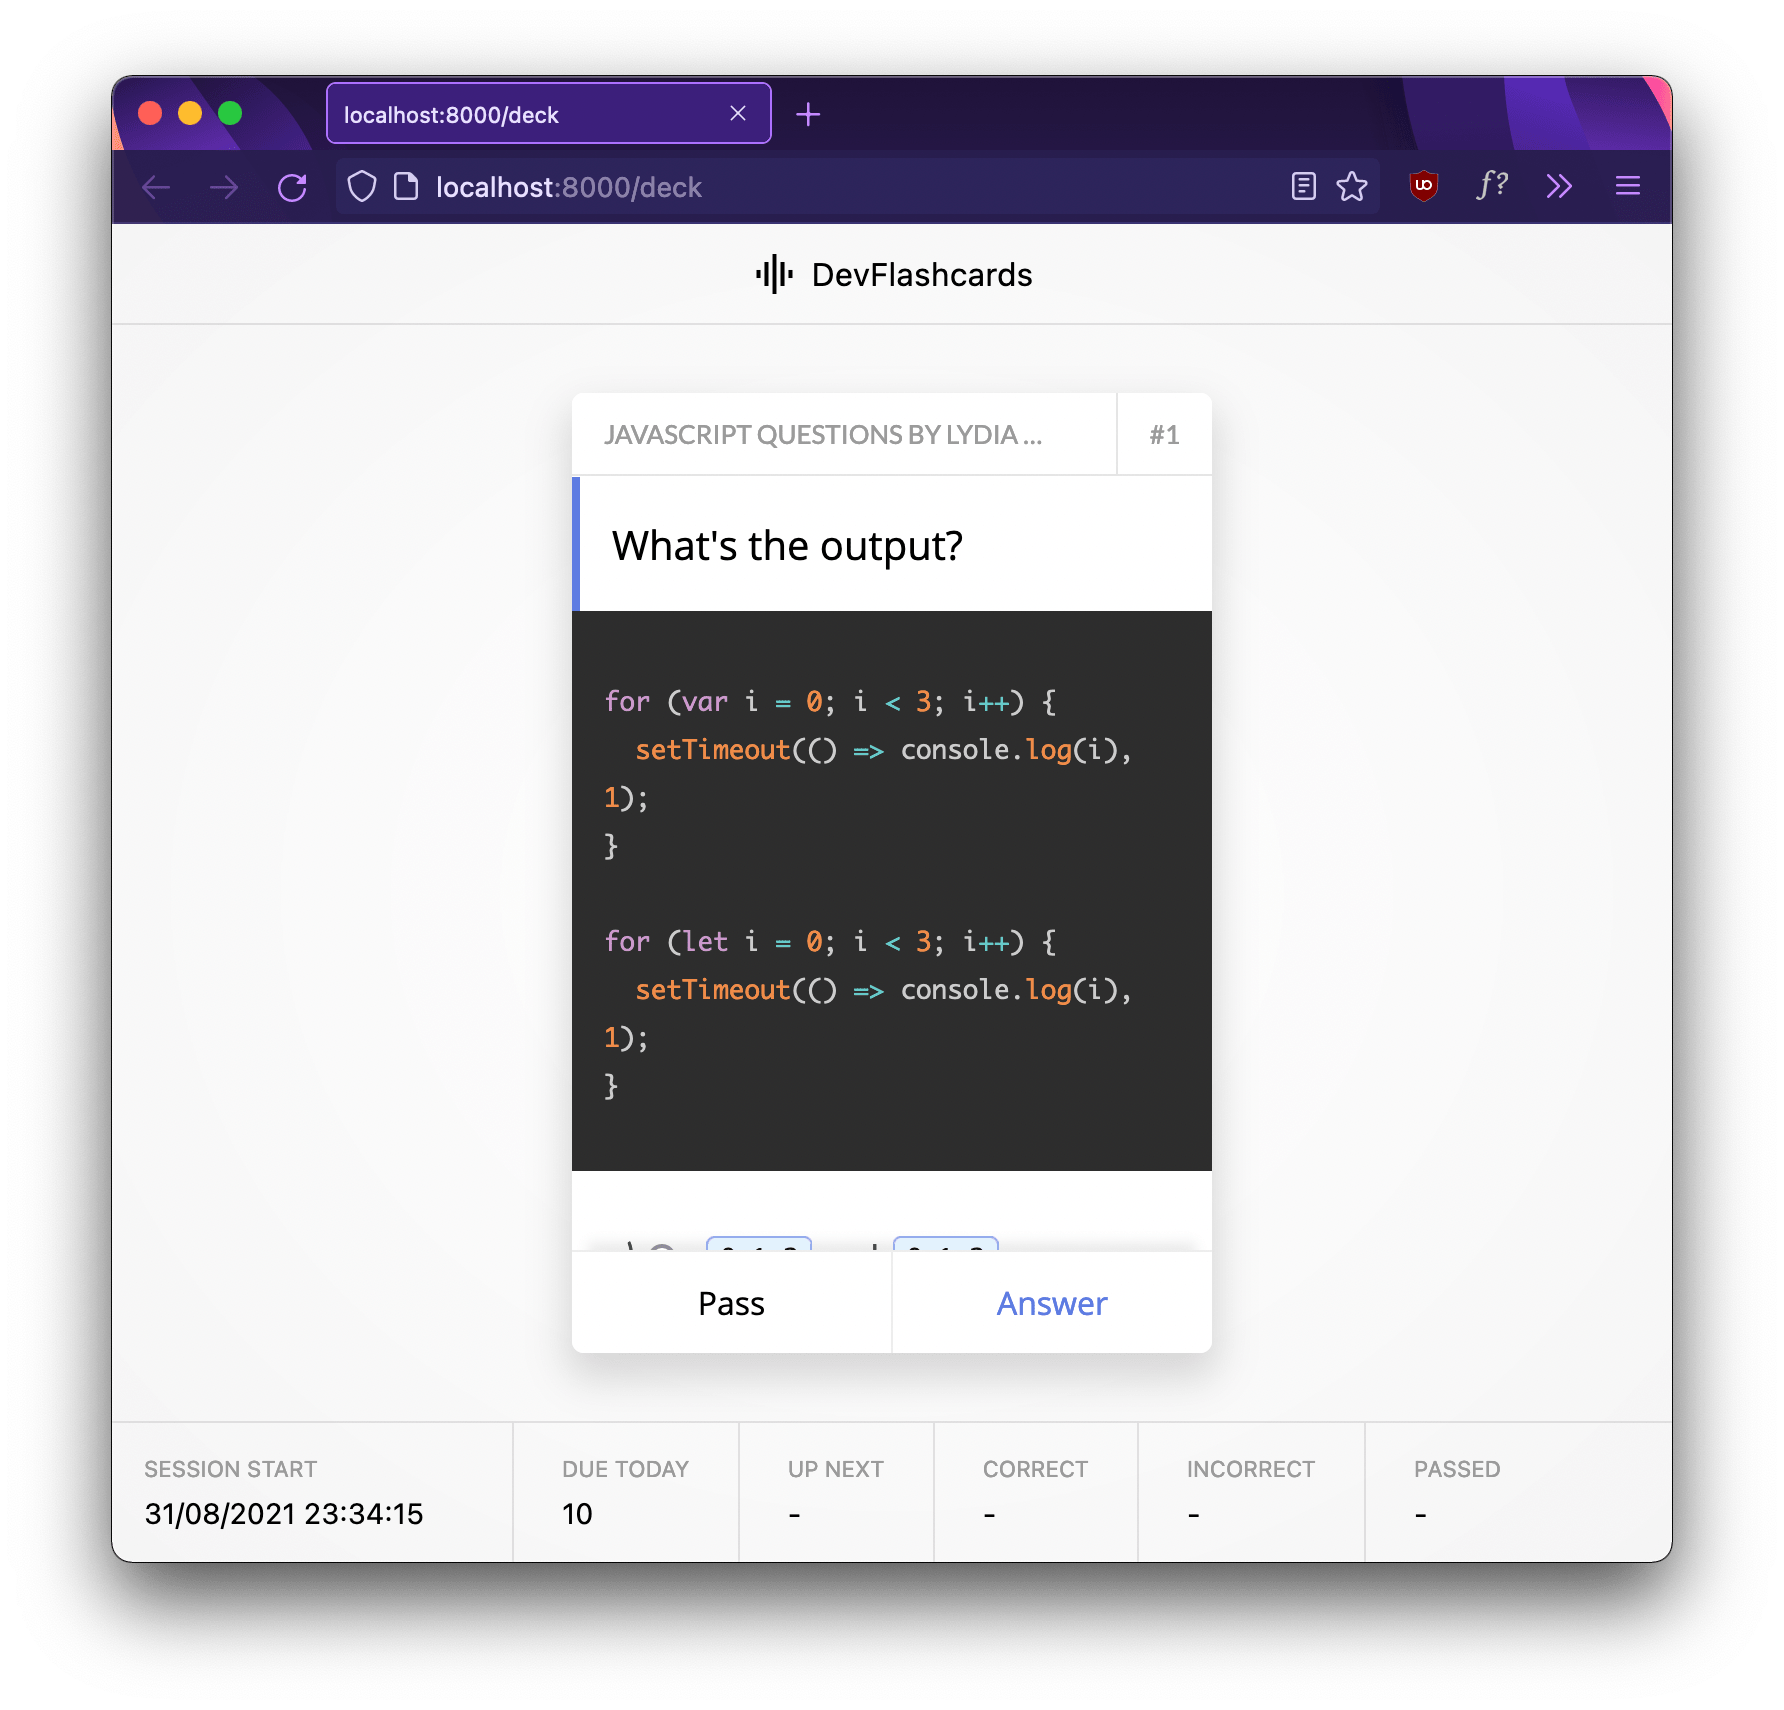 localhost:8000/deck
localhost:8000/deck
f?
DevFlashcards
JAVASCRIPT QUESTIONS BY LYDIA ...
#1
What's the output?
for (var i = 0; i < 3; i++) {
  setTimeout(() => console.log(i),
1);
}
for (let i = 0; i < 3; i++) {
  setTimeout(() => console.log(i),
1);
}
Pass
Answer
SESSION START
31/08/2021 23:34:15
DUE TODAY
10
UP NEXT
-
CORRECT
-
INCORRECT
-
PASSED
-